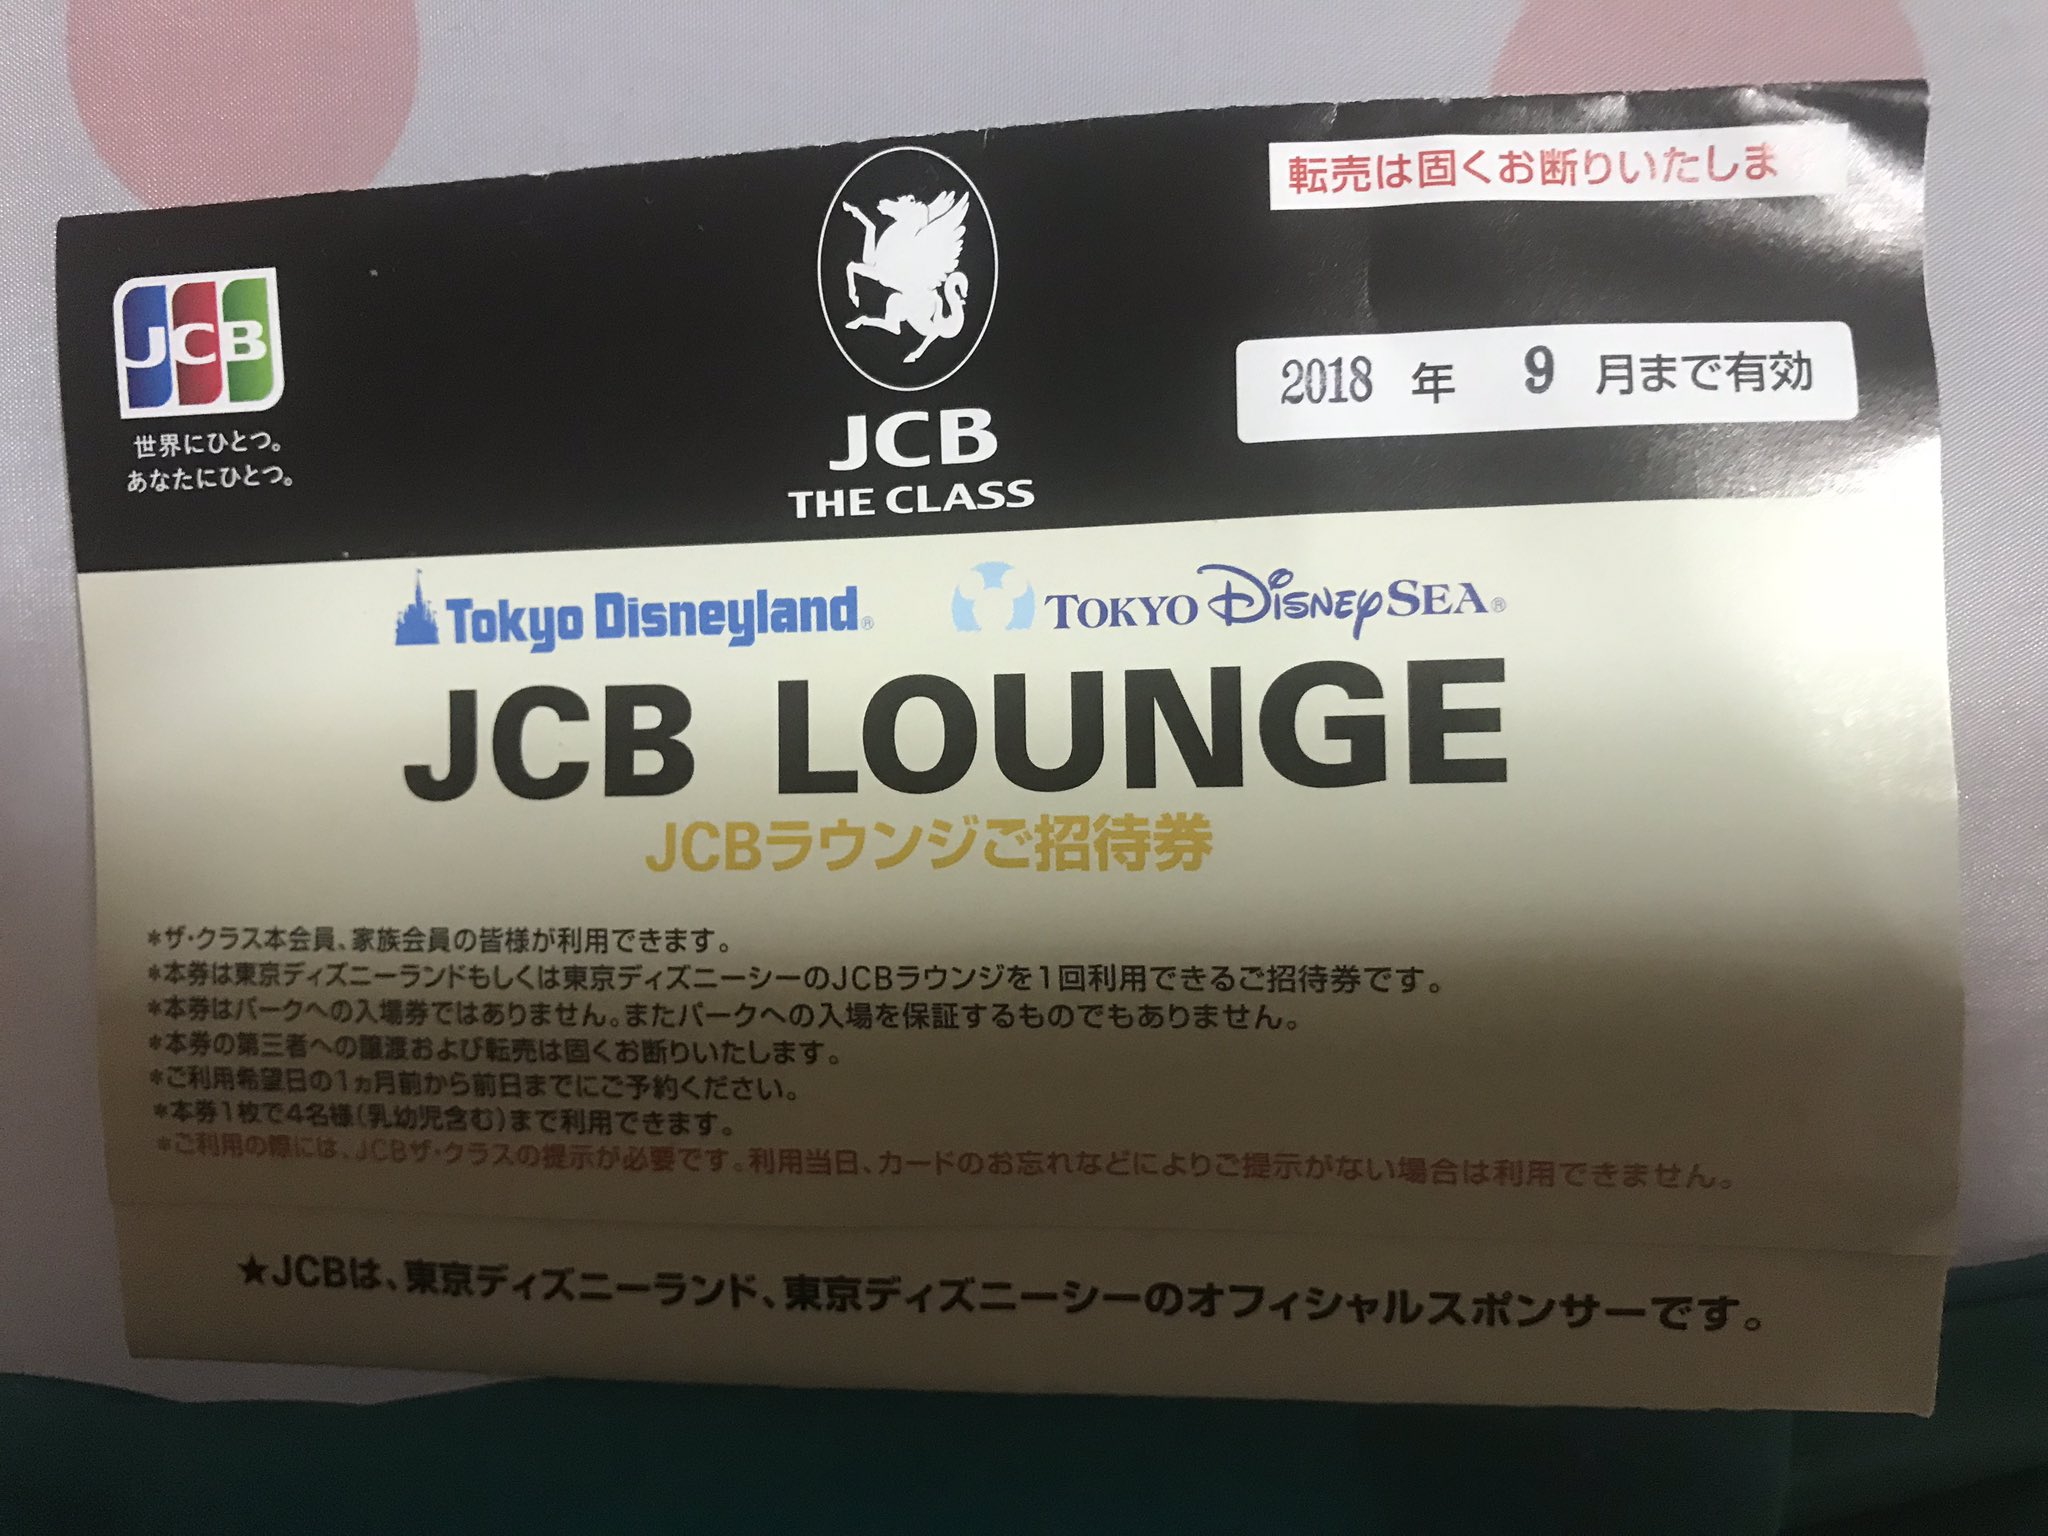 転売は固くお断りいたしま
JCB
世界にひとつ。
あなたにひとつ。
JCB
THE CLASS
2018 年 9 月まで有効
Tokyo Disneyland®
TOKYO DISNEYSEA®
JCB LOUNGE
JCBラウンジご招待券
*ザ・クラス本会員、家族会員の皆様が利用できます。
*本券は東京ディズニーランドもしくは東京ディズニーシーのJCBラウンジを1回利用できるご招待券です。
*本券はパークへの入場券ではありません。またパークへの入場を保証するものでもありません。
*本券の第三者への譲渡および転売は固くお断りいたします。
*ご利用希望日の1ヵ月前から前日までにご予約ください。
*本券1枚で4名様(乳幼児含む)まで利用できます。
*ご利用の際には、JCBザ・クラスの提示が必要です。利用当日、カードのお忘れなどによりご提示がない場合は利用できません。
★JCBは、東京ディズニーランド、東京ディズニーシーのオフィシャルスポンサーです。